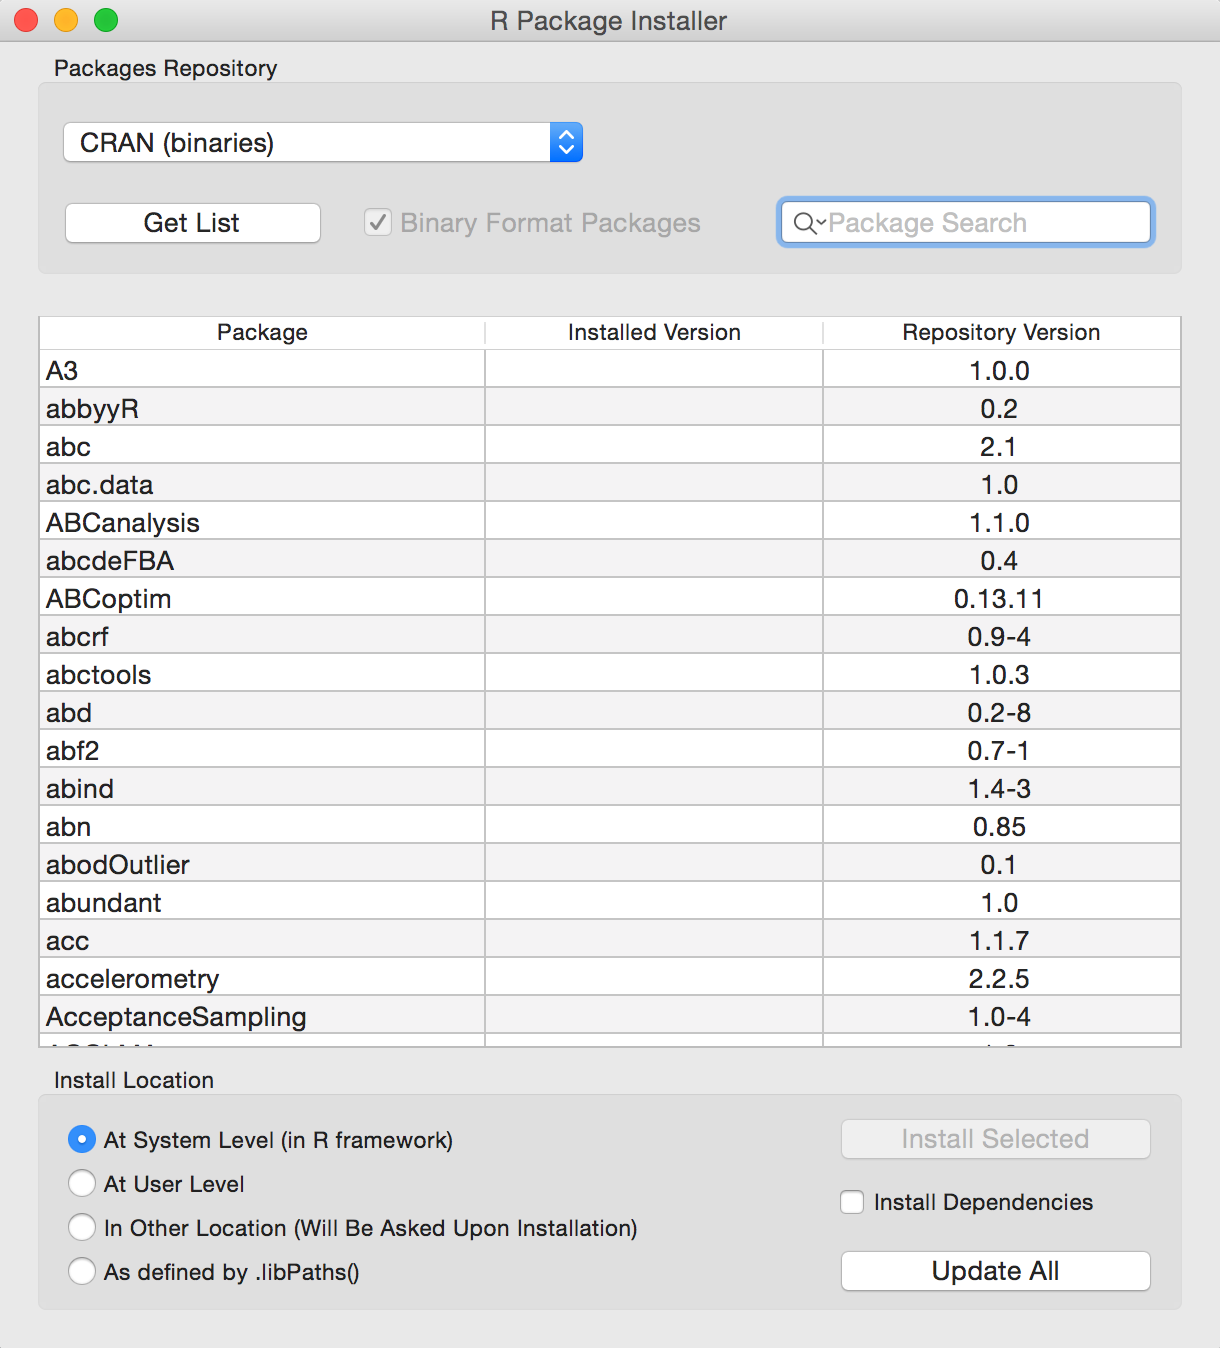 R Package Installer
Packages Repository
CRAN (binaries)
Get List
Binary Format Packages
Package Search
Package Installed Version Repository Version
A3 1.0.0
abbyyR 0.2
abc 2.1
abc.data 1.0
ABCanalysis 1.1.0
abcdeFBA 0.4
ABCoptim 0.13.11
abcrf 0.9-4
abctools 1.0.3
abd 0.2-8
abf2 0.7-1
abind 1.4-3
abn 0.85
abodOutlier 0.1
abundant 1.0
acc 1.1.7
accelerometry 2.2.5
AcceptanceSampling 1.0-4
Install Location
At System Level (in R framework)
Install Selected
At User Level
Install Dependencies
In Other Location (Will Be Asked Upon Installation)
As defined by .libPaths()
Update All